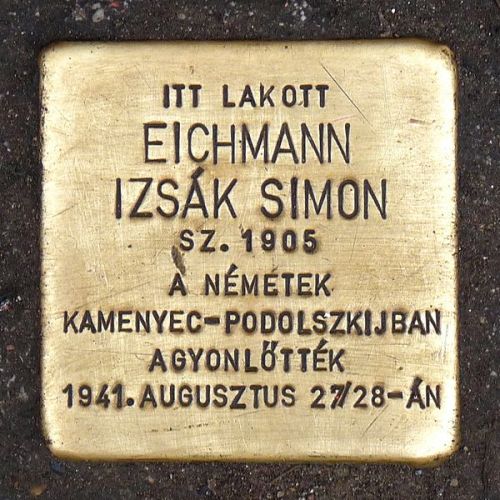 ITT LAKOTT
EICHMANN
IZSÁK SIMON
SZ. 1905
A NÉMETEK
KAMENYEC-PODOLSZKIJBAN
AGYONLŐTTÉK
1941. AUGUSZTUS 27/28-ÁN